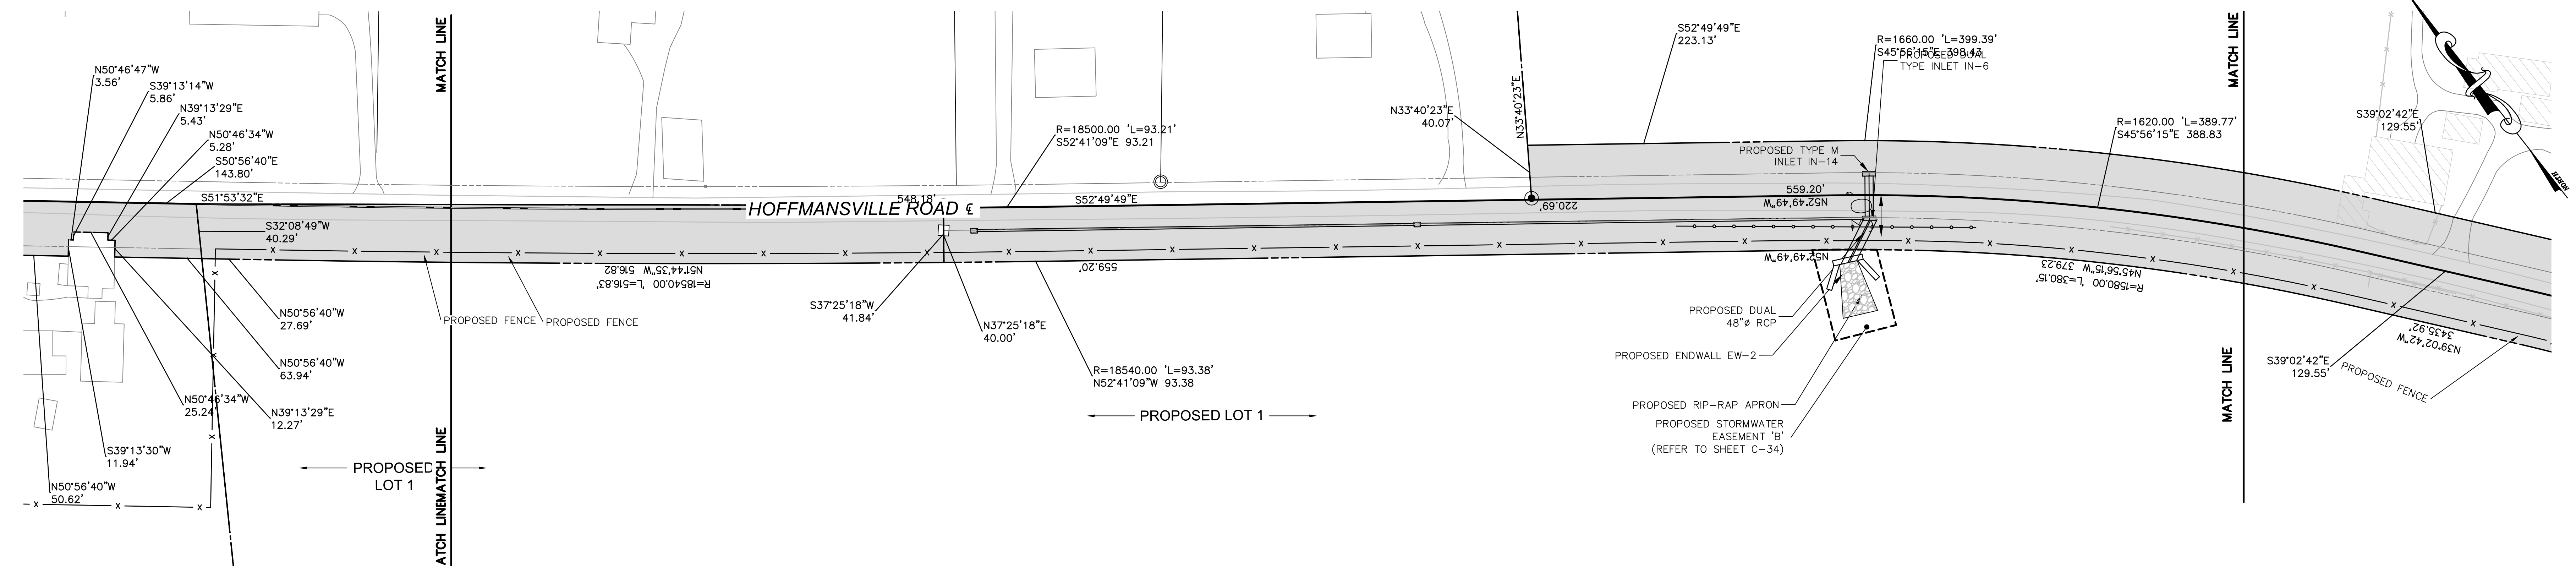 N50°46'47"W
3.56'
S39°13'14"W
5.86'
N39°13'29"E
5.43'
N50°46'34"W
5.28'
S50°56'40"E
143.80'
S51°53'32"E
S32°08'49"W
40.29'
N50°56'40"W
27.69'
N50°56'40"W
63.94'
N39°13'29"E
12.27'
N50°46'34"W
25.24'
S39°13'30"W
11.94'
N50°56'40"W
50.62'
PROPOSED
LOT 1
MATCH LINE
ATCH LINE
MATCH LINE
PROPOSED FENCE
PROPOSED FENCE
R=18540.00 'L=516.83'
N51°44'35"W 516.82
548.18'
HOFFMANSVILLE ROAD ℄
R=18500.00 'L=93.21'
S52°41'09"E 93.21
S52°49'49"E
S37°25'18"W
41.84'
N37°25'18"E
40.00'
559.20'
R=18540.00 'L=93.38'
N52°41'09"W 93.38
PROPOSED LOT 1
N33°40'23"E
40.07'
N33°40'23"E
220.69'
S52°49'49"E
223.13'
R=1660.00 'L=399.39'
S45°56'15"E 398.43
PROPOSED DUAL
TYPE INLET IN-6
PROPOSED TYPE M
INLET IN-14
559.20'
N52°49'49"W
N52°49'49"W
PROPOSED DUAL
48"ø RCP
PROPOSED ENDWALL EW-2
PROPOSED RIP-RAP APRON
PROPOSED STORMWATER
EASEMENT 'B'
(REFER TO SHEET C-34)
R=1620.00 'L=389.77'
S45°56'15"E 388.83
R=1580.00 'L=380.15'
N45°56'15"W 379.23
MATCH LINE
MATCH LINE
S39°02'42"E
129.55'
S39°02'42"E
129.55'
N39°02'42"W
3435.92'
PROPOSED FENCE
NORTH